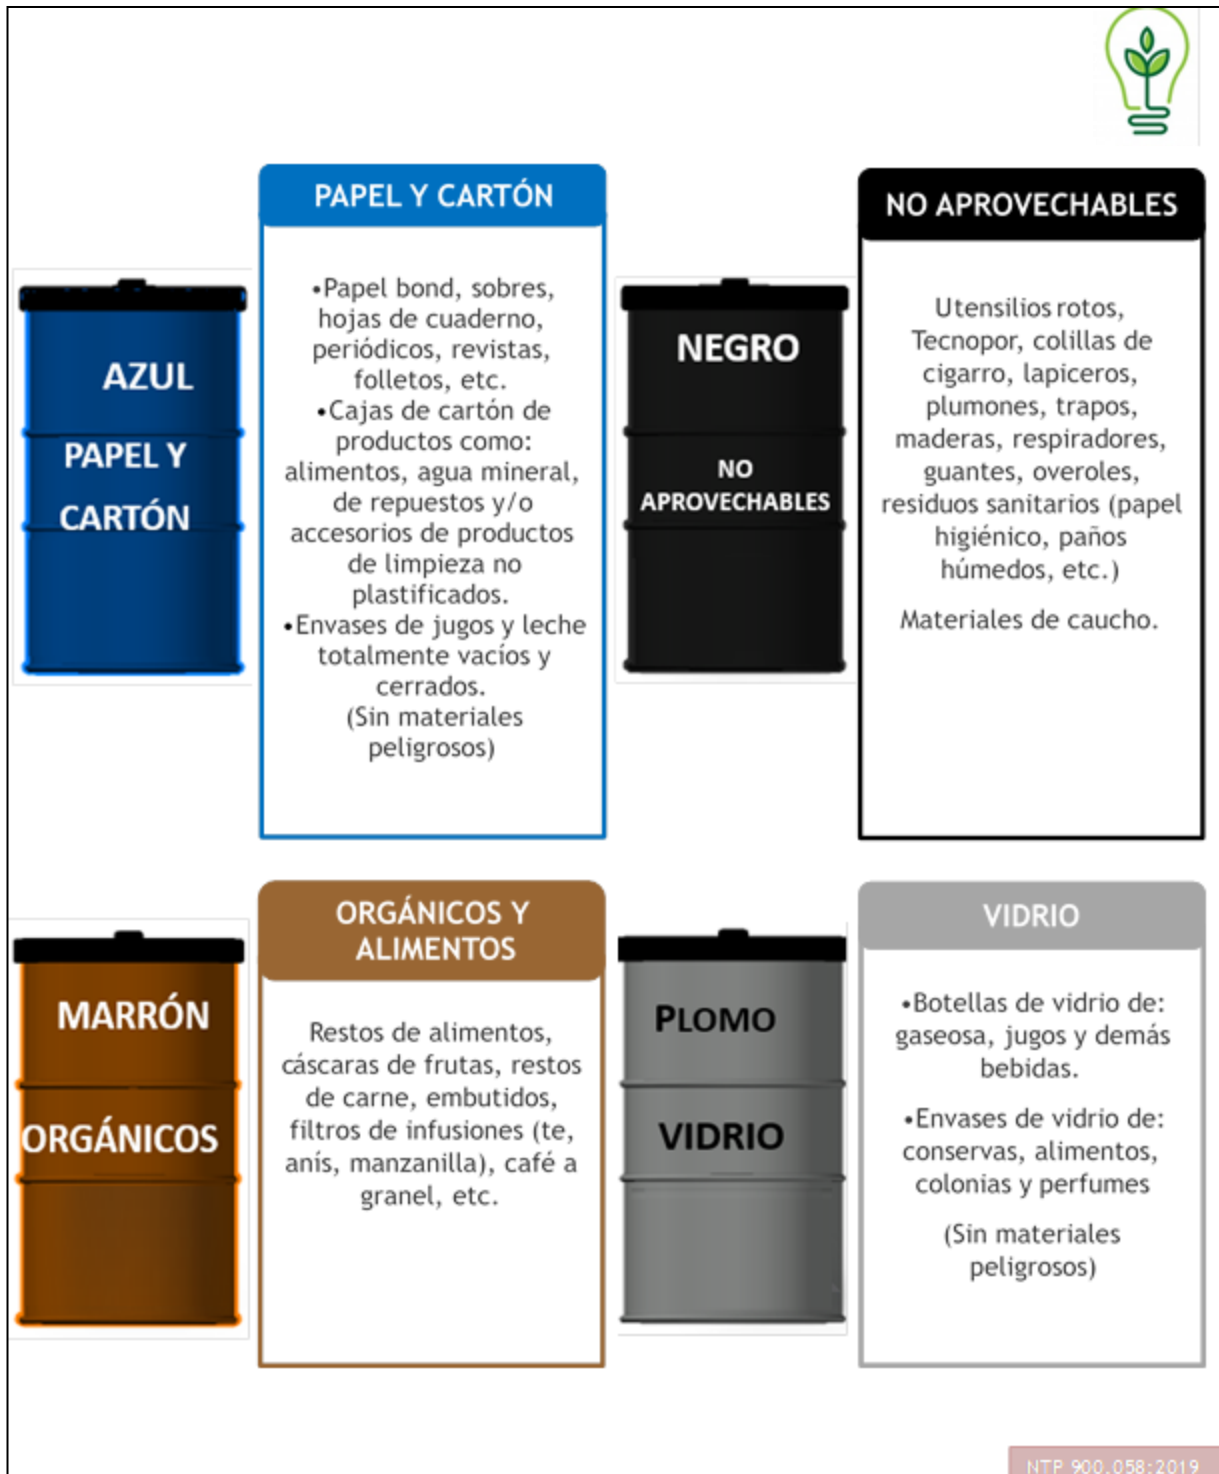 PAPEL Y CARTÓN
AZUL
PAPEL Y
CARTÓN
•Papel bond, sobres,
hojas de cuaderno,
periódicos, revistas,
folletos, etc.
•Cajas de cartón de
productos como:
alimentos, agua mineral,
de repuestos y/o
accesorios de productos
de limpieza no
plastificados.
•Envases de jugos y leche
totalmente vacíos y
cerrados.
(Sin materiales
peligrosos)
NO APROVECHABLES
NEGRO
NO
APROVECHABLES
Utensilios rotos,
Tecnopor, colillas de
cigarro, lapiceros,
plumones, trapos,
maderas, respiradores,
guantes, overoles,
residuos sanitarios (papel
higiénico, paños
húmedos, etc.)
Materiales de caucho.
ORGÁNICOS Y
ALIMENTOS
MARRÓN
ORGÁNICOS
Restos de alimentos,
cáscaras de frutas, restos
de carne, embutidos,
filtros de infusiones (te,
anís, manzanilla), café a
granel, etc.
VIDRIO
PLOMO
VIDRIO
•Botellas de vidrio de:
gaseosa, jugos y demás
bebidas.
•Envases de vidrio de:
conservas, alimentos,
colonias y perfumes
(Sin materiales
peligrosos)
NTP 900.058:2019